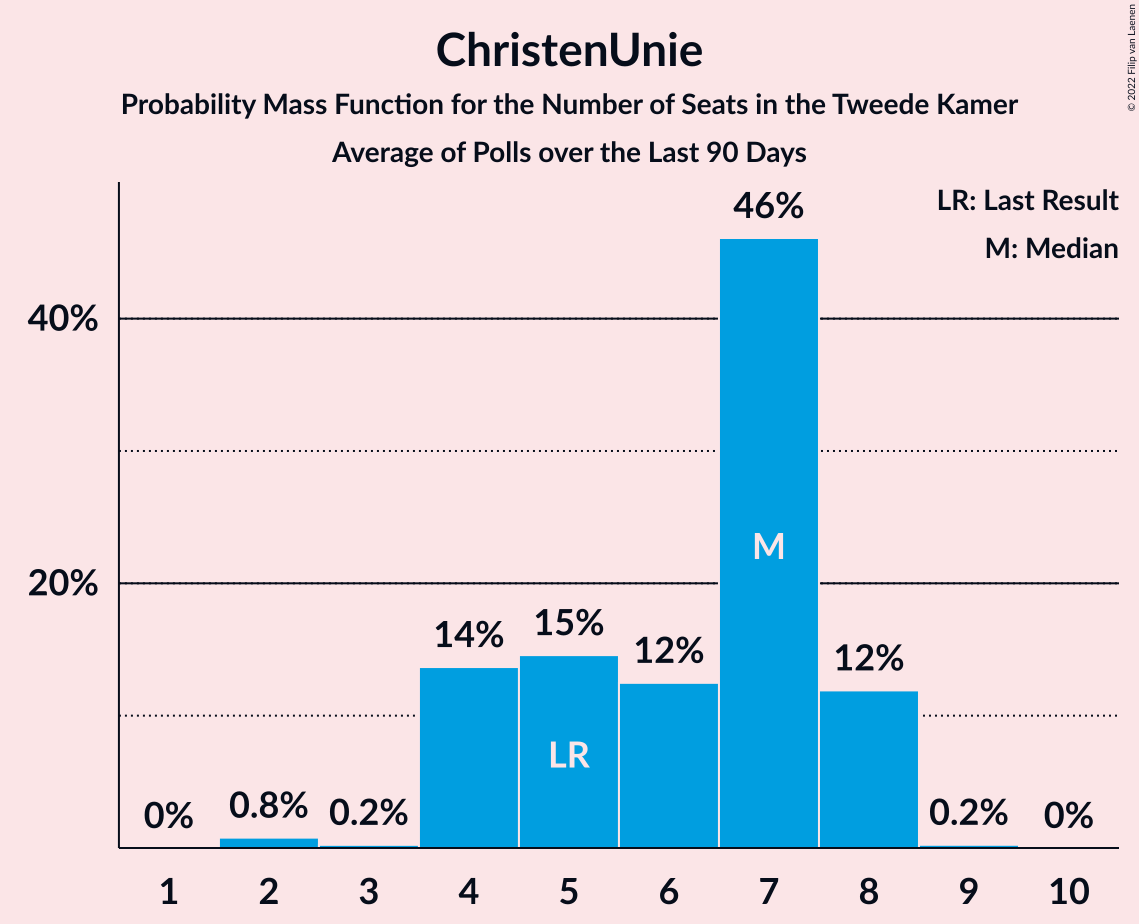 ChristenUnie
Probability Mass Function for the Number of Seats in the Tweede Kamer
Average of Polls over the Last 90 Days
© 2022 Filip van Laenen
LR: Last Result
M: Median
46%
40%
M
20%
14%
15%
12%
12%
LR
0%
0.8%
0.2%
0.2%
0%
1 2 3 4 5 6 7 8 9 10